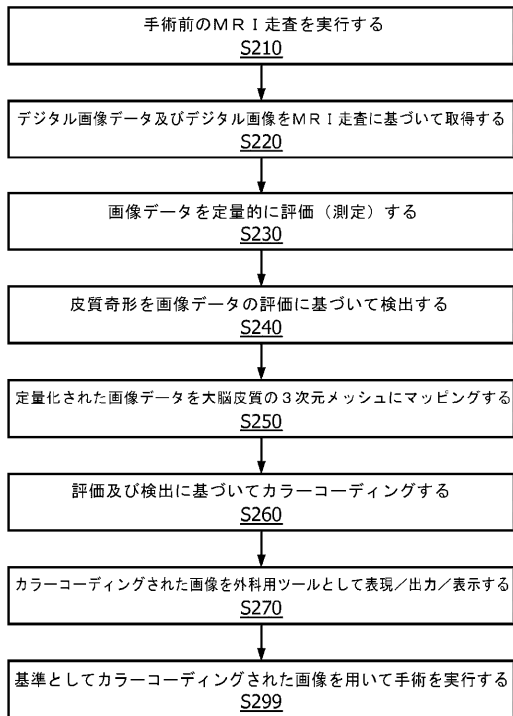 手術前のＭＲＩ走査を実行する
S210
デジタル画像データ及びデジタル画像をＭＲＩ走査に基づいて取得する
S220
画像データを定量的に評価（測定）する
S230
皮質奇形を画像データの評価に基づいて検出する
S240
定量化された画像データを大脳皮質の３次元メッシュにマッピングする
S250
評価及び検出に基づいてカラーコーディングする
S260
カラーコーディングされた画像を外科用ツールとして表現／出力／表示する
S270
基準としてカラーコーディングされた画像を用いて手術を実行する
S299